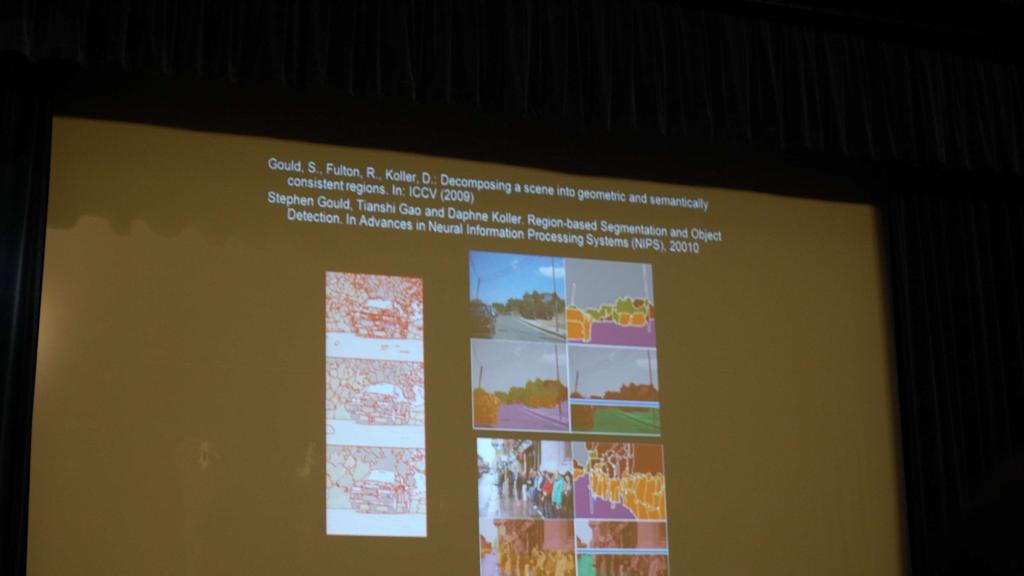 Gould, S., Fulton, R., Koller, D.: Decomposing a scene into geometric and semantically
consistent regions. In: ICCV (2009)
Stephen Gould, Tianshi Gao and Daphne Koller. Region-based Segmentation and Object
Detection. In Advances in Neural Information Processing Systems (NIPS), 20010